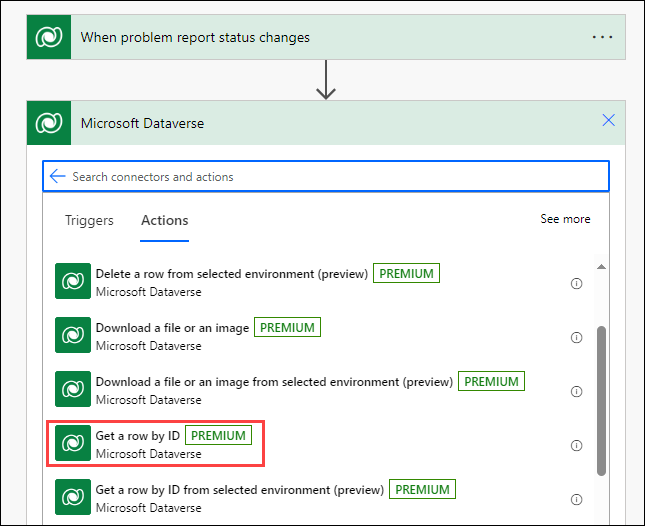 When problem report status changes
Microsoft Dataverse
Search connectors and actions
Triggers Actions See more
Delete a row from selected environment (preview) PREMIUM
Microsoft Dataverse
Download a file or an image PREMIUM
Microsoft Dataverse
Download a file or an image from selected environment (preview) PREMIUM
Microsoft Dataverse
Get a row by ID PREMIUM
Microsoft Dataverse
Get a row by ID from selected environment (preview) PREMIUM
Microsoft Dataverse